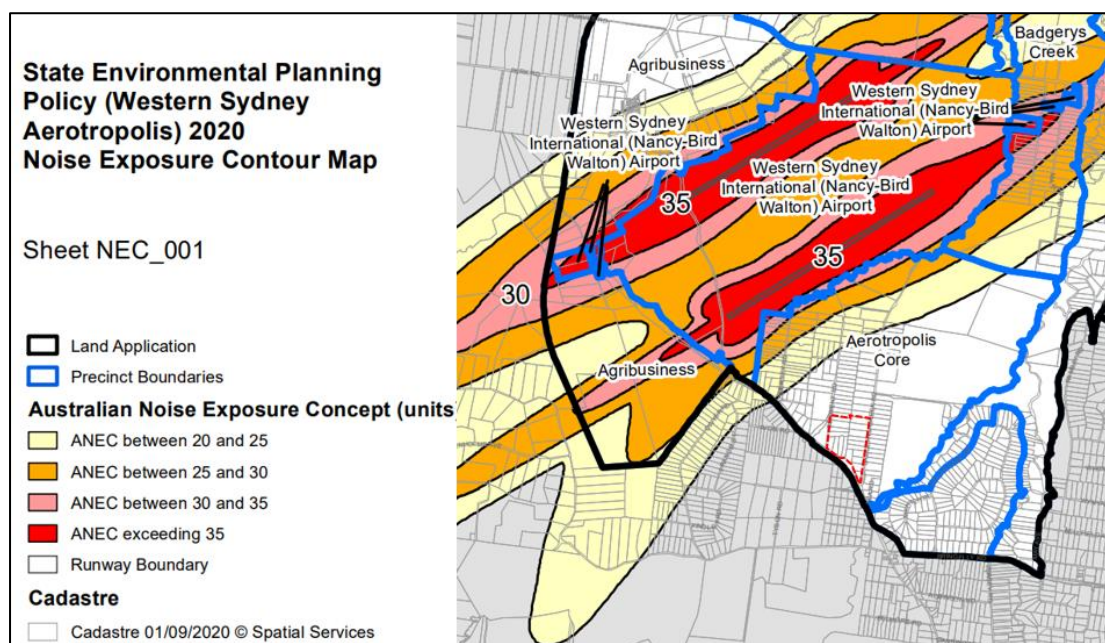 State Environmental Planning
Policy (Western Sydney
Aerotropolis) 2020
Noise Exposure Contour Map
Sheet NEC_001
Land Application
Precinct Boundaries
Australian Noise Exposure Concept (units
ANEC between 20 and 25
ANEC between 25 and 30
ANEC between 30 and 35
ANEC exceeding 35
Runway Boundary
Cadastre
Cadastre 01/09/2020 © Spatial Services
Badgerys
Creek
Agribusiness
Western Sydney
International (Nancy-Bird
Walton) Airport
Western Sydney
International (Nancy-Bird
Walton) Airport
Western Sydney
International (Nancy-Bird
Walton) Airport
35
35
30
Aerotropolis
Core
Agribusiness